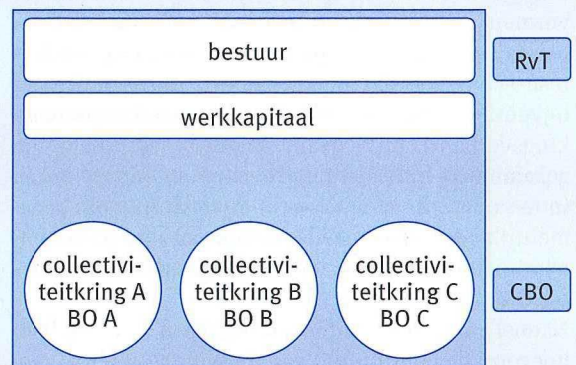 bestuur
RvT
werkkapitaal
collectivi-
teitkring A
BO A
collectivi-
teitkring B
BO B
collectivi-
teitkring C
BO C
CBO